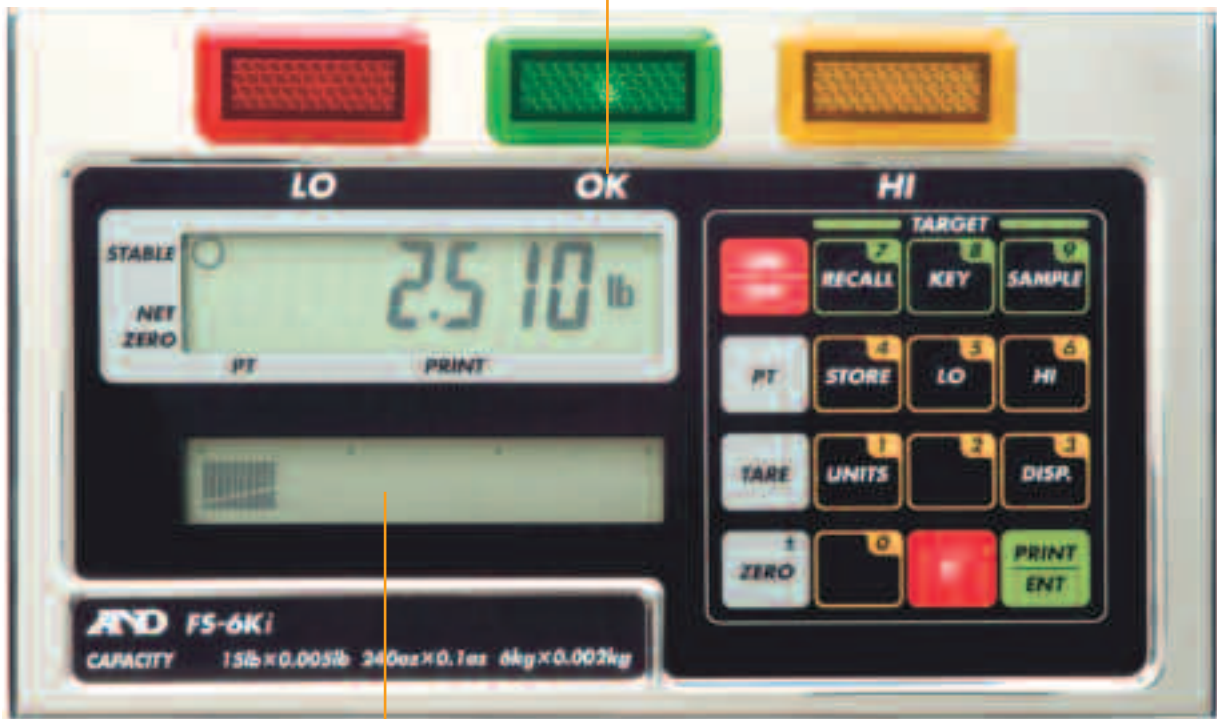 LO OK HI
TARGET
STABLE
2.510 lb
NET
ZERO
PT PRINT
7 8 9
RECALL KEY SAMPLE
4 5 6
PT STORE LO HI
1 2 3
TARE UNITS DISP.
0
ZERO
PRINT
ENT
AND FS-6Ki
CAPACITY 15lb×0.005lb 240oz×0.1oz 6kg×0.002kg